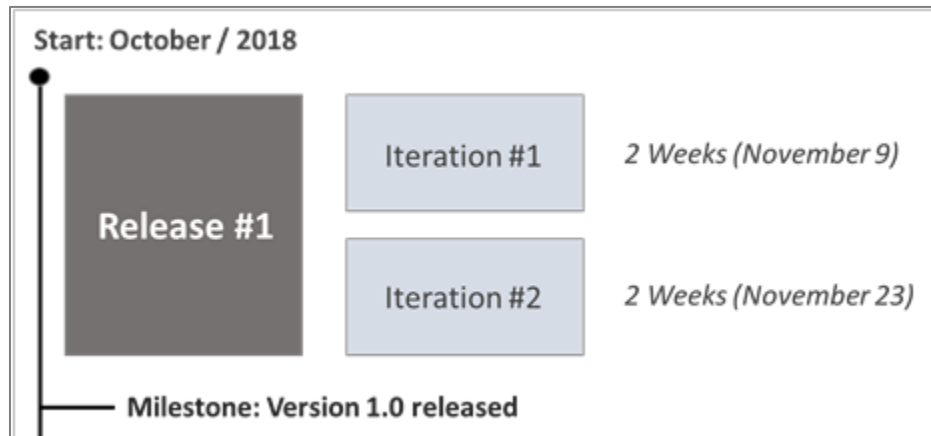 Start: October / 2018
Release #1
Iteration #1
2 Weeks (November 9)
Iteration #2
2 Weeks (November 23)
Milestone: Version 1.0 released